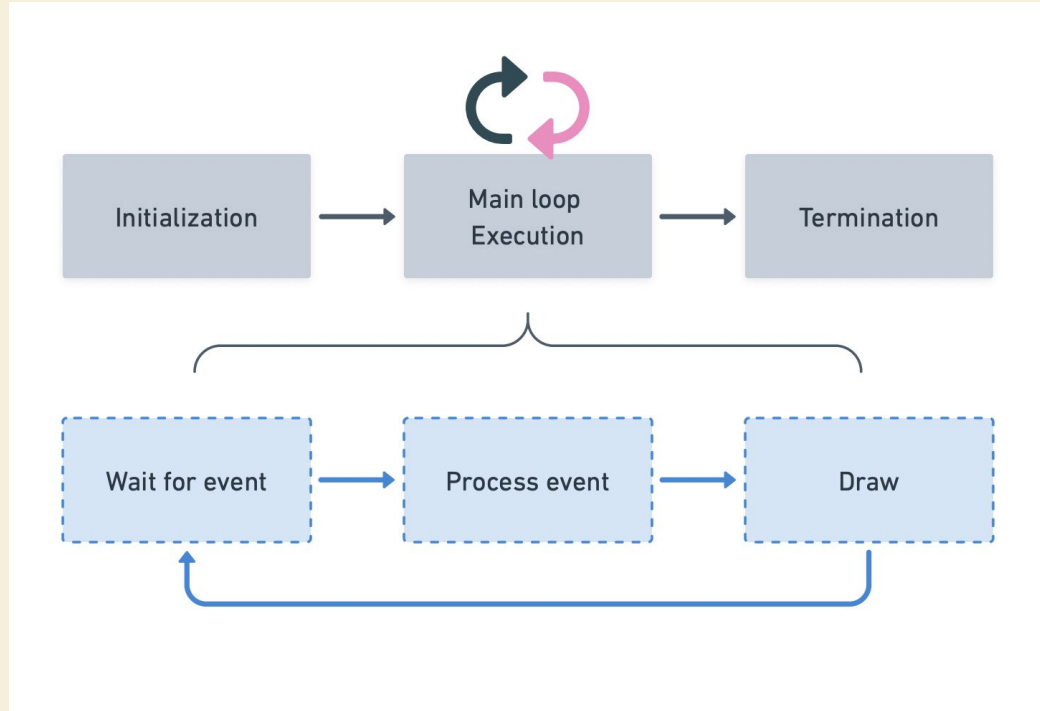 Initialization
Main loop
Execution
Termination
Wait for event
Process event
Draw